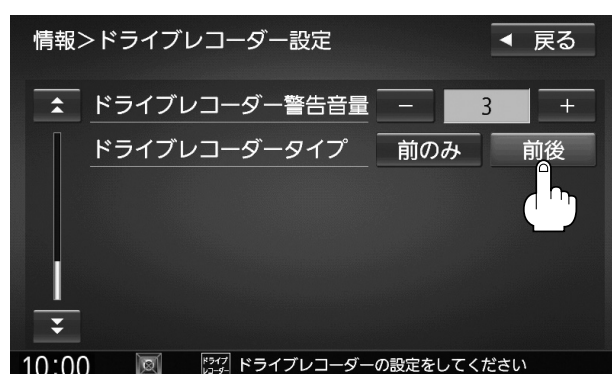 情報>ドライブレコーダー設定
戻る
ドライブレコーダー警告音量 － 3 ＋
ドライブレコーダータイプ 前のみ 前後
10:00 ドライブレコーダー ドライブレコーダーの設定をしてください